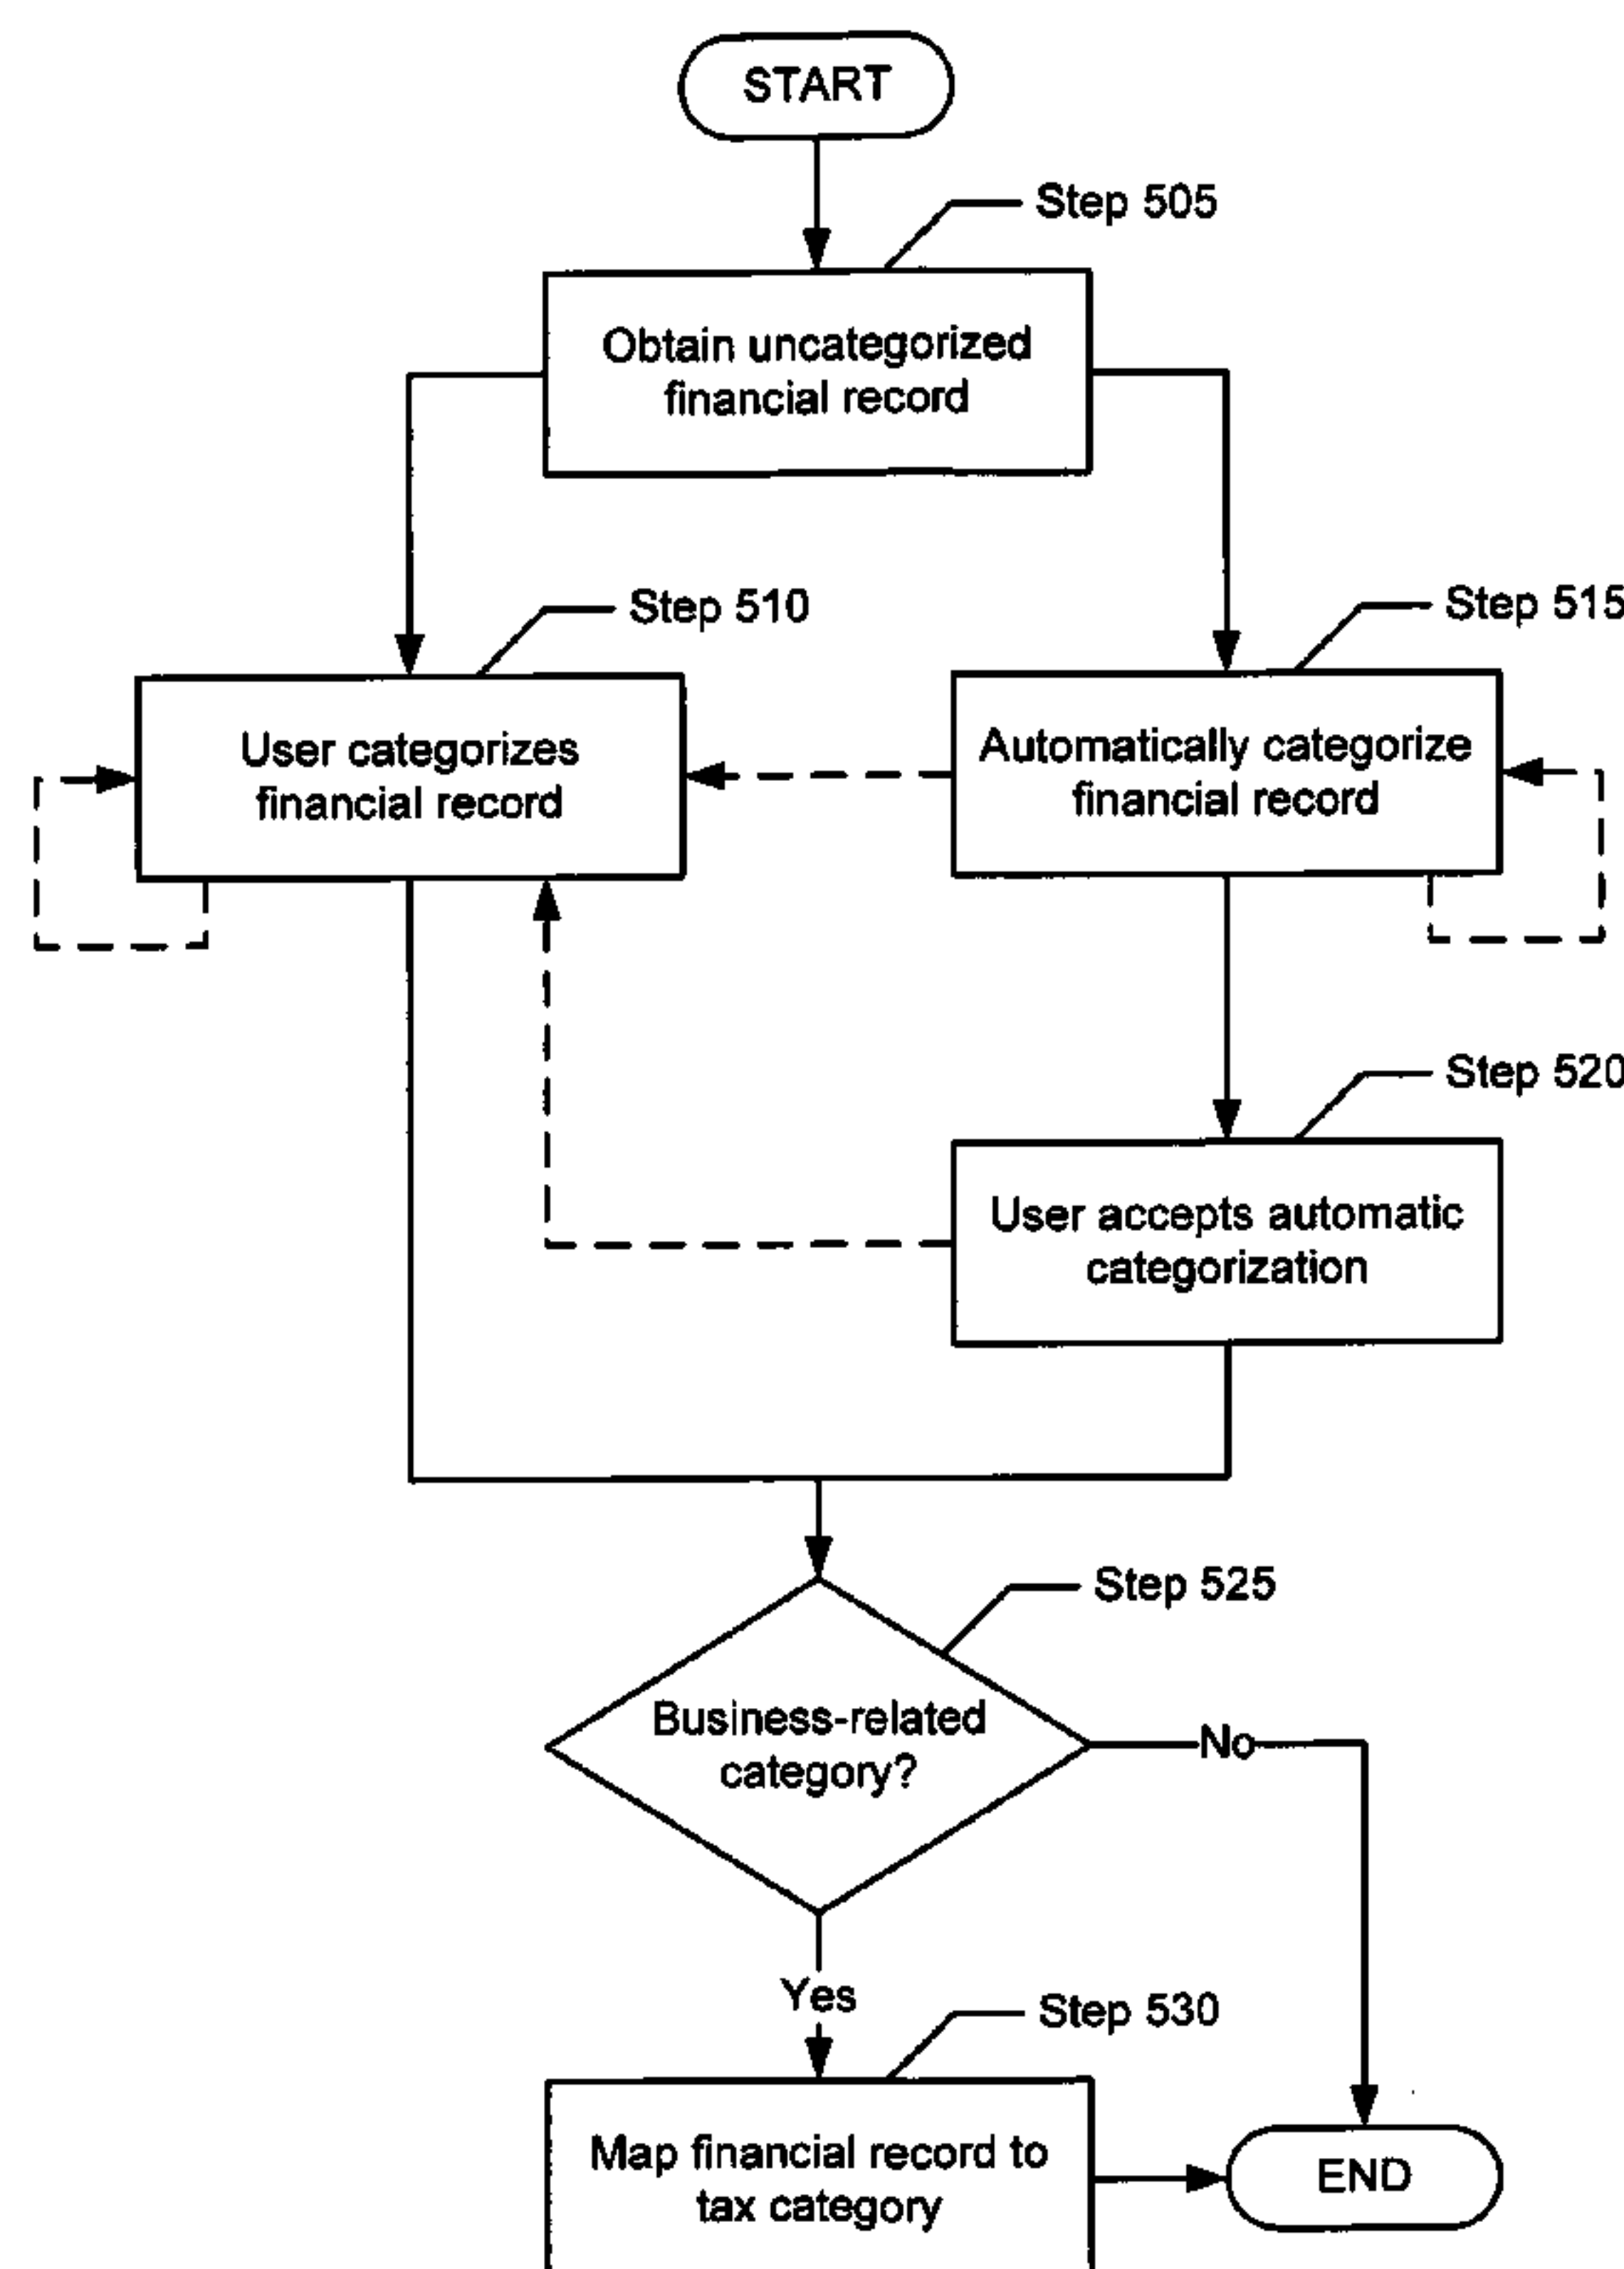 START
Step 505
Obtain uncategorized
financial record
Step 510
Step 515
User categorizes
financial record
Automatically categorize
financial record
Step 520
User accepts automatic
categorization
Step 525
Business-related
category?
No
Yes
Step 530
Map financial record to
tax category
END